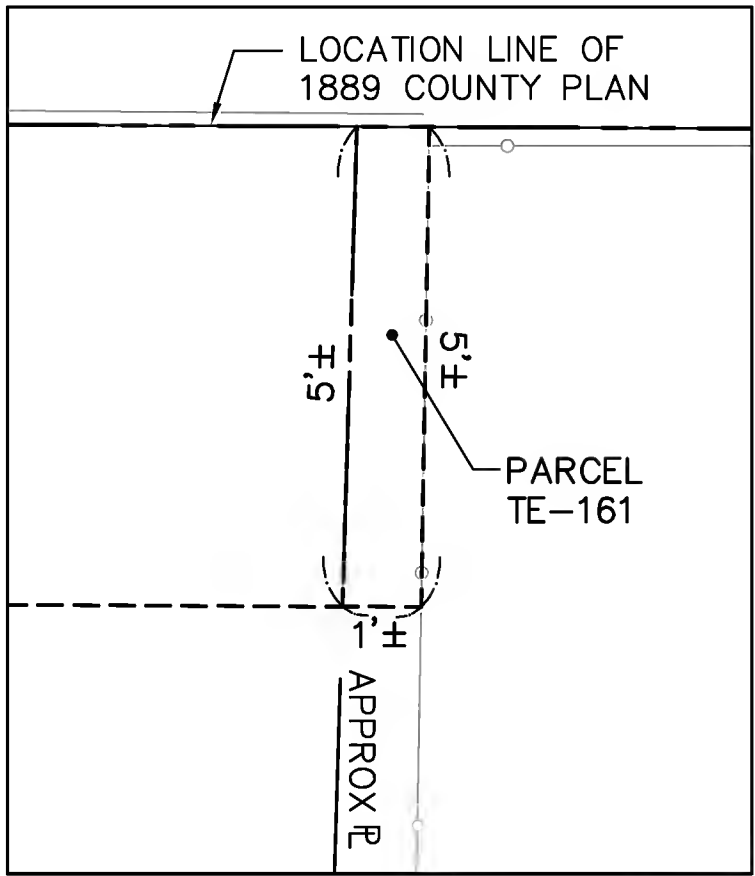 LOCATION LINE OF
1889 COUNTY PLAN
5'±
5'±
PARCEL
TE-161
1'±
APPROX ⅊